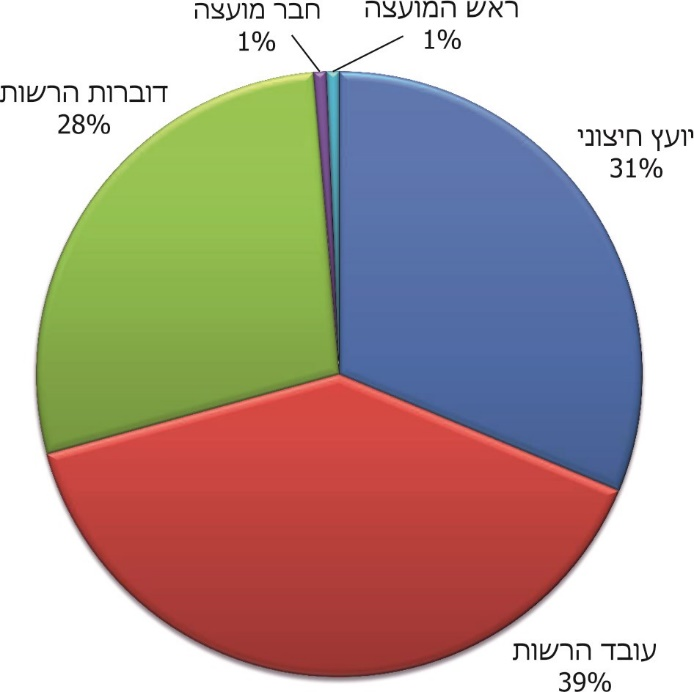 ראש המועצה
1%
חבר מועצה
1%
יועץ חיצוני
31%
דוברות הרשות
28%
עובד הרשות
39%